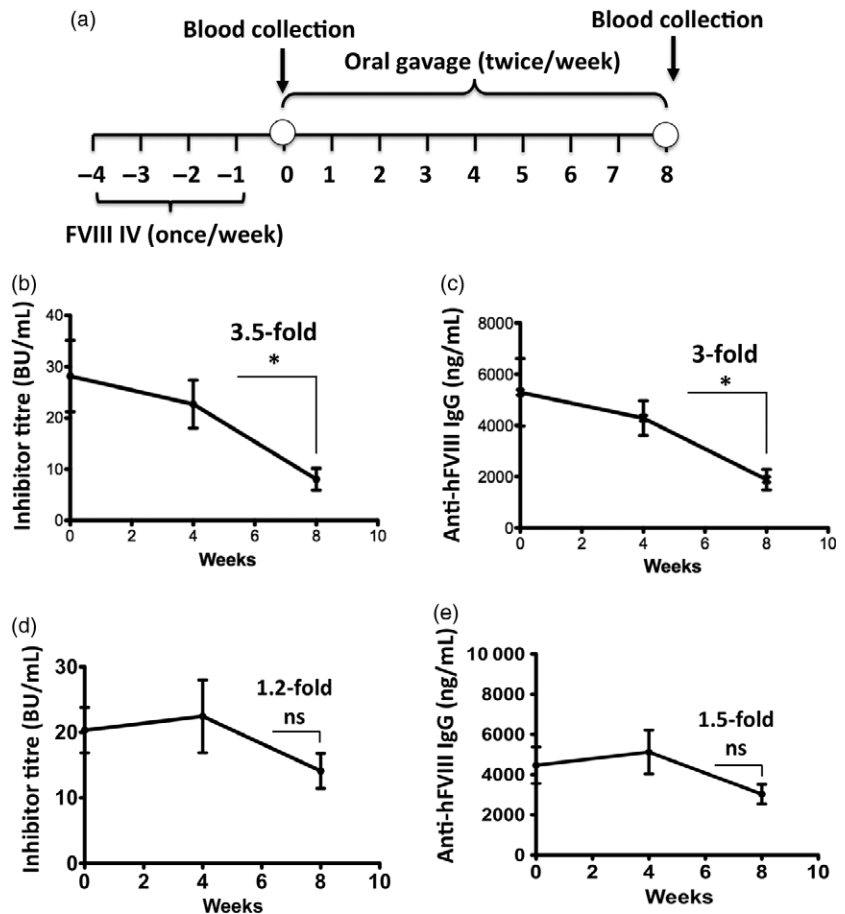 (a)
Blood collection
Blood collection
Oral gavage (twice/week)
–4 –3 –2 –1 0 1 2 3 4 5 6 7 8
FVIII IV (once/week)
(b)
Inhibitor titre (BU/mL)
40
30
20
10
0
3.5-fold
*
0 2 4 6 8 10
Weeks
(c)
Anti-hFVIII IgG (ng/mL)
8000
6000
4000
2000
0
3-fold
*
0 2 4 6 8 10
Weeks
(d)
Inhibitor titre (BU/mL)
30
20
10
0
1.2-fold
ns
0 2 4 6 8 10
Weeks
(e)
Anti-hFVIII IgG (ng/mL)
10 000
8000
6000
4000
2000
0
1.5-fold
ns
0 2 4 6 8 10
Weeks